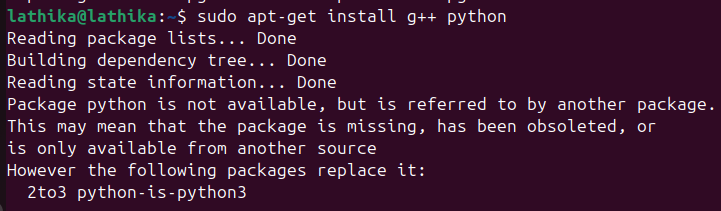 lathika@lathika:~$ sudo apt-get install g++ python
Reading package lists... Done
Building dependency tree... Done
Reading state information... Done
Package python is not available, but is referred to by another package.
This may mean that the package is missing, has been obsoleted, or
is only available from another source
However the following packages replace it:
  2to3 python-is-python3